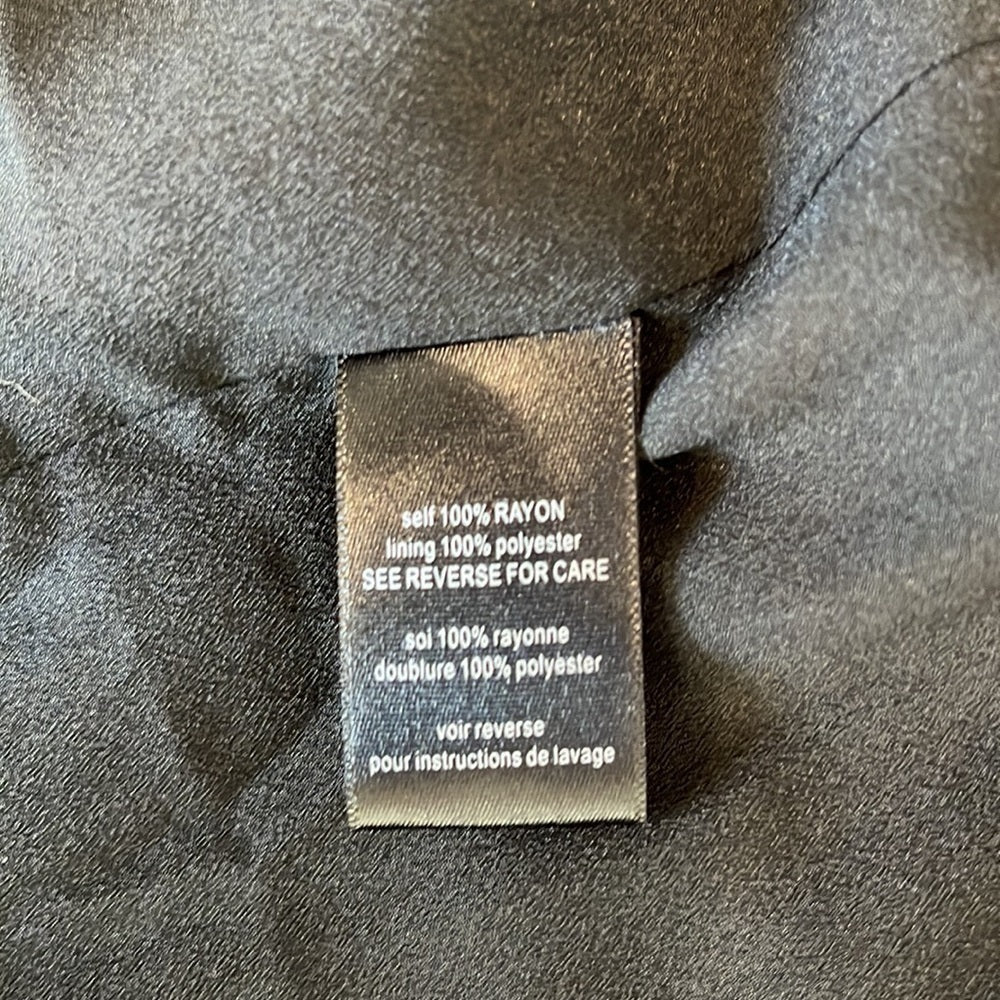 self 100% RAYON
lining 100% polyester
SEE REVERSE FOR CARE
soi 100% rayonne
doublure 100% polyester
voir reverse
pour instructions de lavage